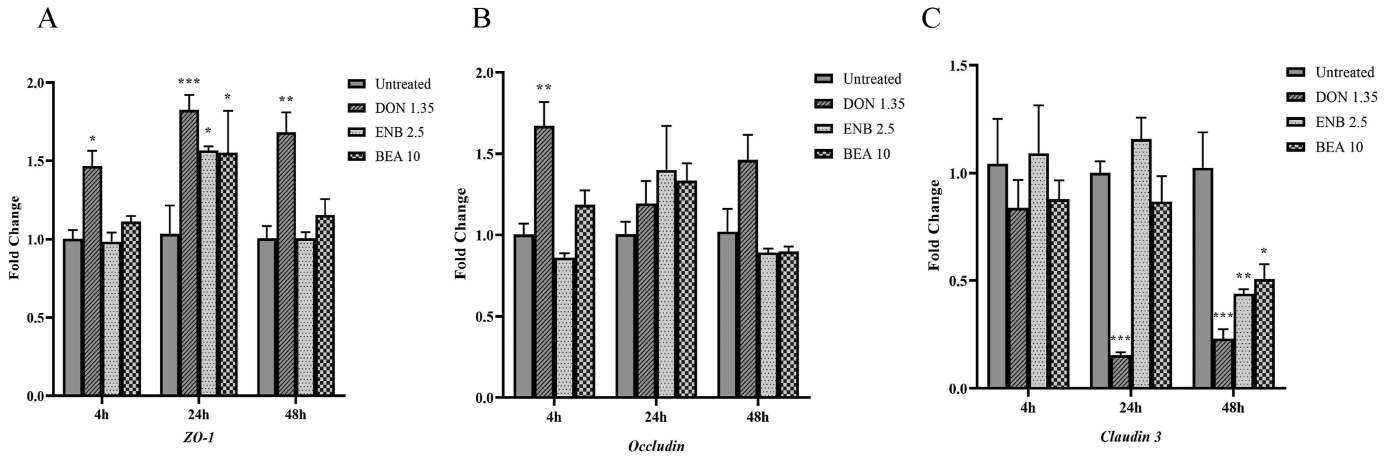 A
Fold Change
2.0
1.5
1.0
0.5
0.0
* *** * * **
4h 24h 48h
ZO-1
Untreated
DON 1.35
ENB 2.5
BEA 10
B
Fold Change
2.0
1.5
1.0
0.5
0.0
**
4h 24h 48h
Occludin
Untreated
DON 1.35
ENB 2.5
BEA 10
C
Fold Change
1.5
1.0
0.5
0.0
*** *** ** *
4h 24h 48h
Claudin 3
Untreated
DON 1.35
ENB 2.5
BEA 10